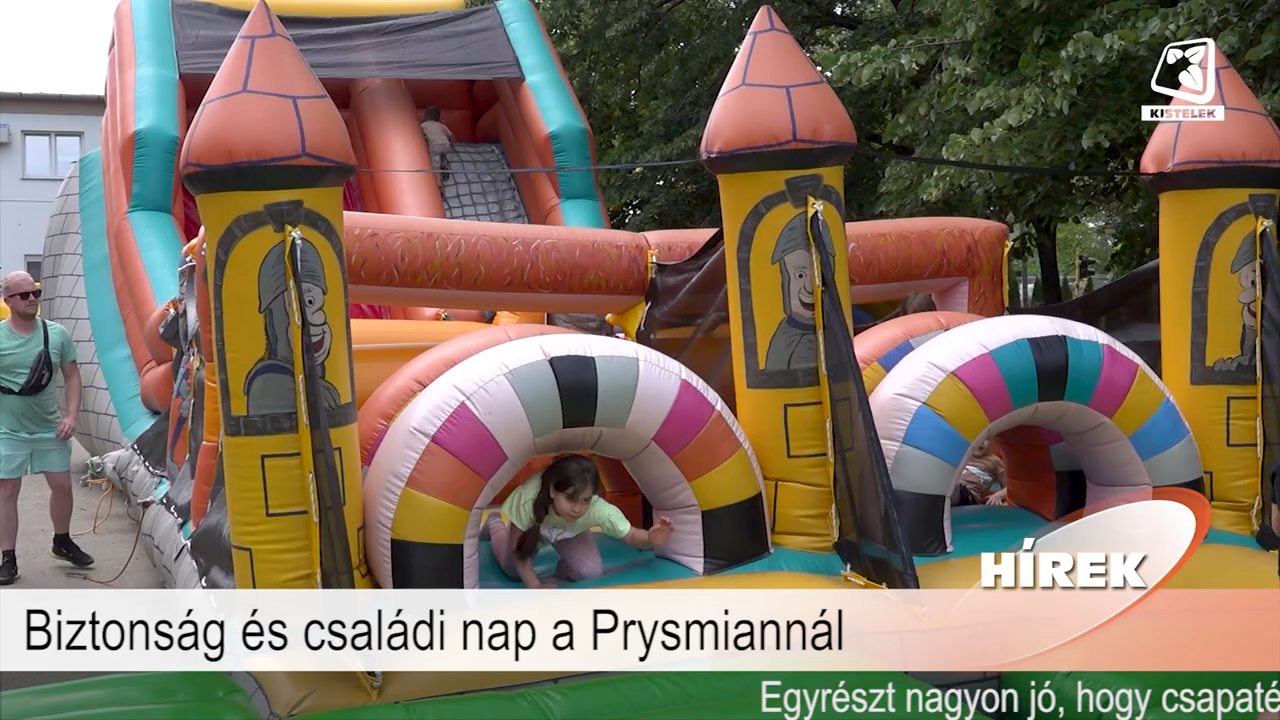 KISTELEK
HÍREK
Biztonság és családi nap a Prysmiannál
Egyrészt nagyon jó, hogy csapaté